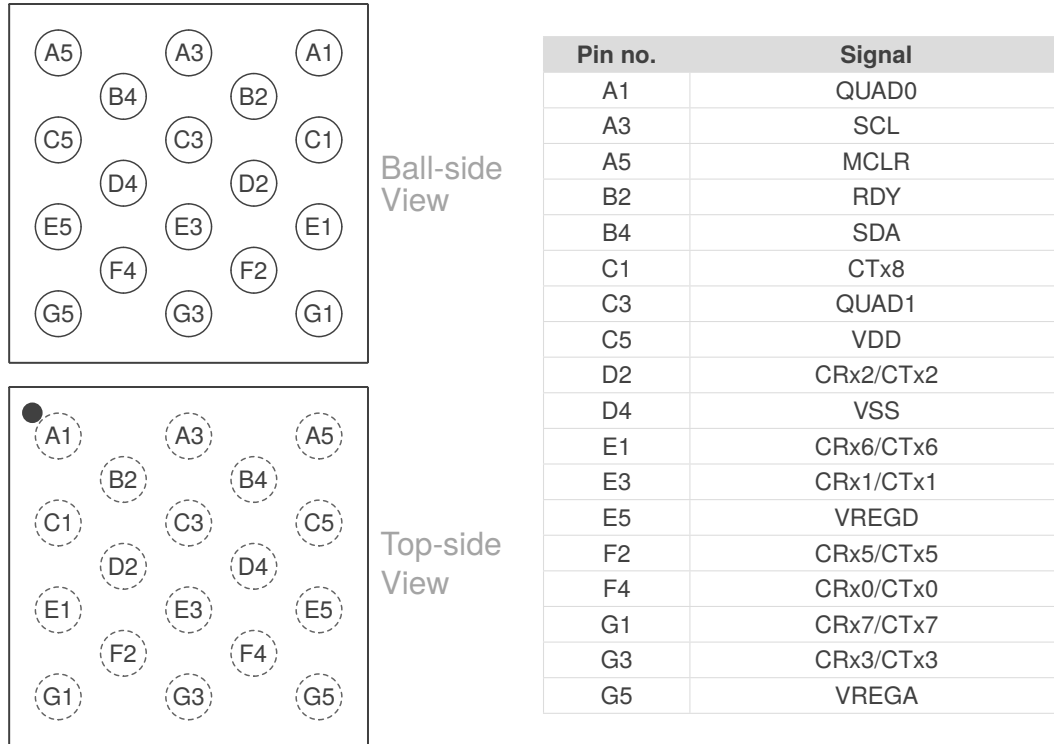 A5 A3 A1
B4 B2
C5 C3 C1
D4 D2
E5 E3 E1
F4 F2
G5 G3 G1
Ball-side
View
A1 A3 A5
B2 B4
C1 C3 C5
D2 D4
E1 E3 E5
F2 F4
G1 G3 G5
Top-side
View
Pin no. Signal
A1 QUAD0
A3 SCL
A5 MCLR
B2 RDY
B4 SDA
C1 CTx8
C3 QUAD1
C5 VDD
D2 CRx2/CTx2
D4 VSS
E1 CRx6/CTx6
E3 CRx1/CTx1
E5 VREGD
F2 CRx5/CTx5
F4 CRx0/CTx0
G1 CRx7/CTx7
G3 CRx3/CTx3
G5 VREGA